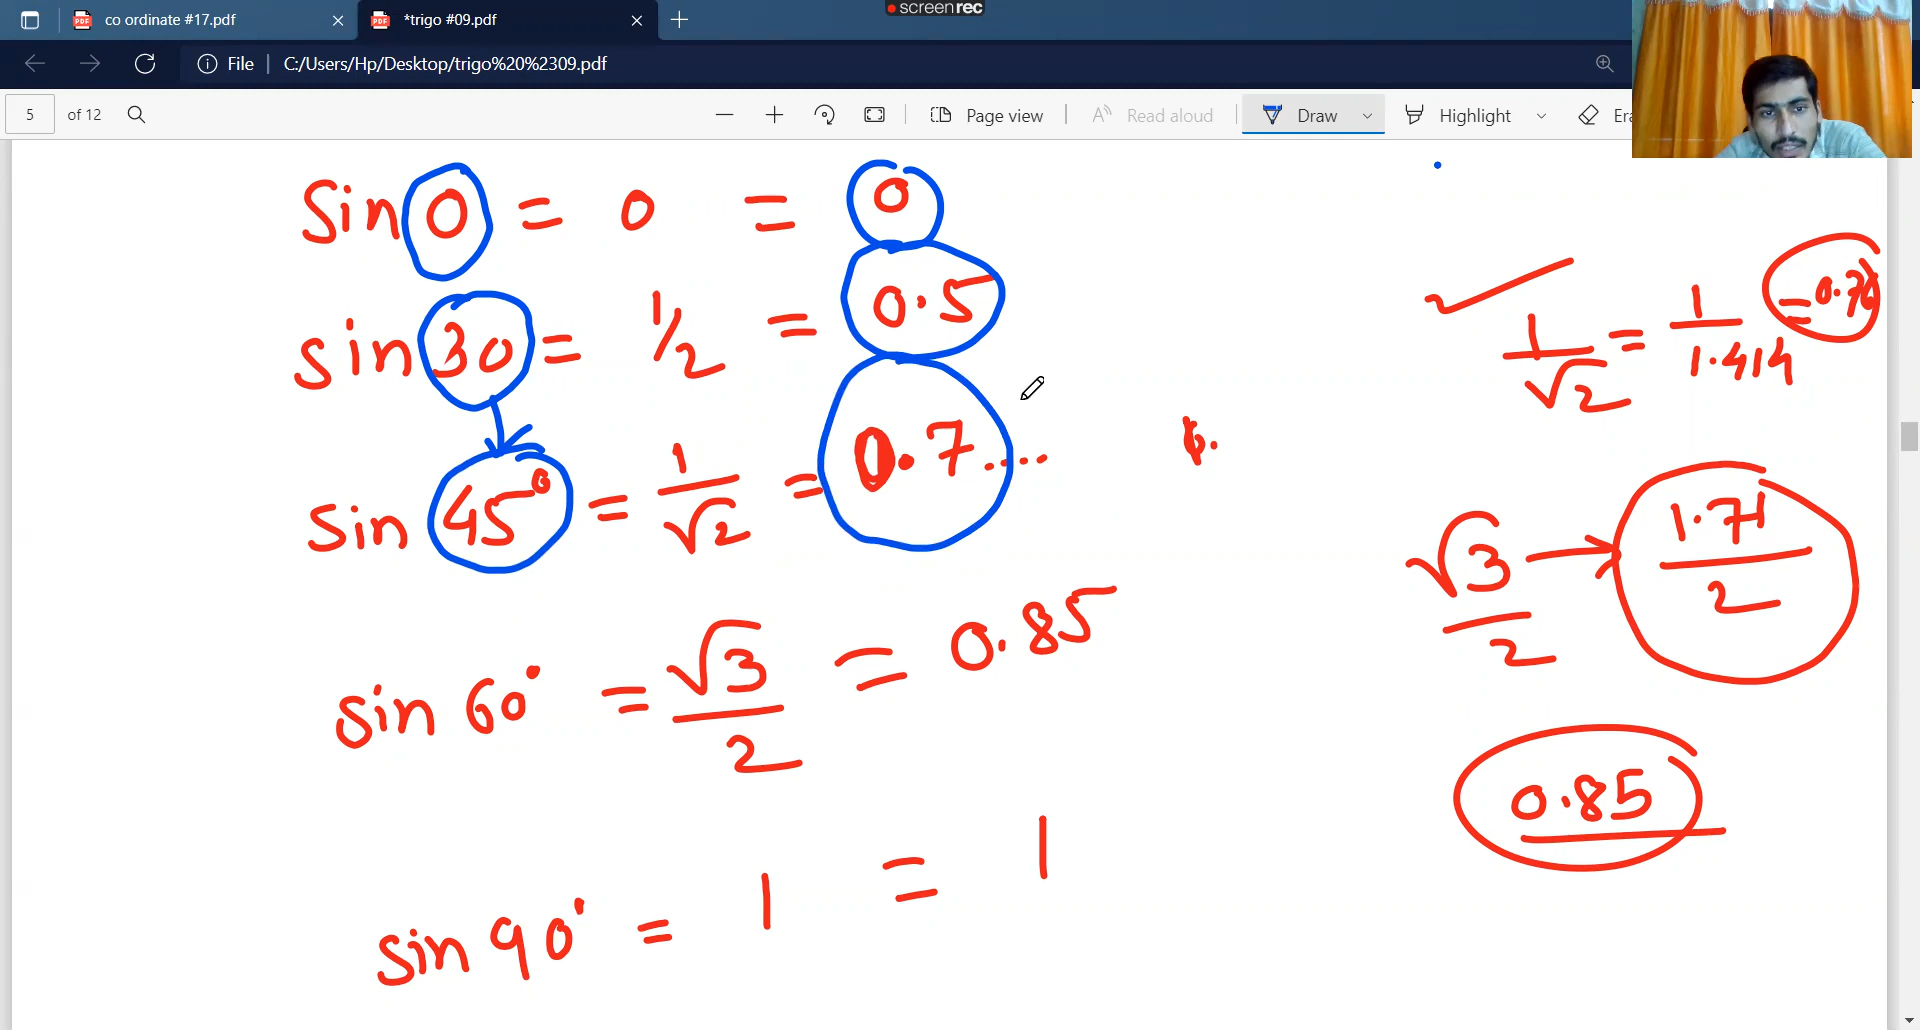 co ordinate #17.pdf
*trigo #09.pdf
screenrec
File
C:/Users/Hp/Desktop/trigo%20%2309.pdf
5 of 12
Page view
Read aloud
Draw
Highlight
Era
Sin 0 = 0 = 0
sin 30 = 1/2 = 0.5
sin 45° = 1/√2 = 0.7.....
sin 60° = √3/2 = 0.85
sin 90° = 1 = 1
1/√2 = 1/1.414 = 0.7
√3/2 → 1.71/2
0.85